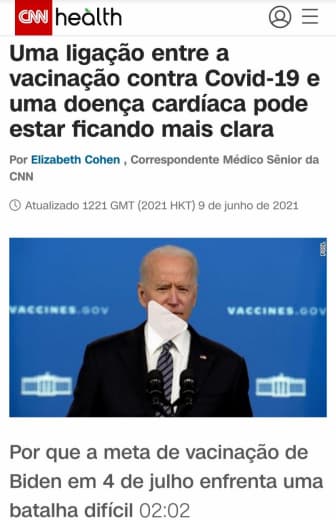 CNN health
Uma ligação entre a
vacinação contra Covid-19 e
uma doença cardíaca pode
estar ficando mais clara
Por Elizabeth Cohen , Correspondente Médico Sênior da
CNN
Atualizado 1221 GMT (2021 HKT) 9 de junho de 2021
POOL
VACCINES.GOV
VACCINES.GOV
Por que a meta de vacinação de
Biden em 4 de julho enfrenta uma
batalha difícil 02:02